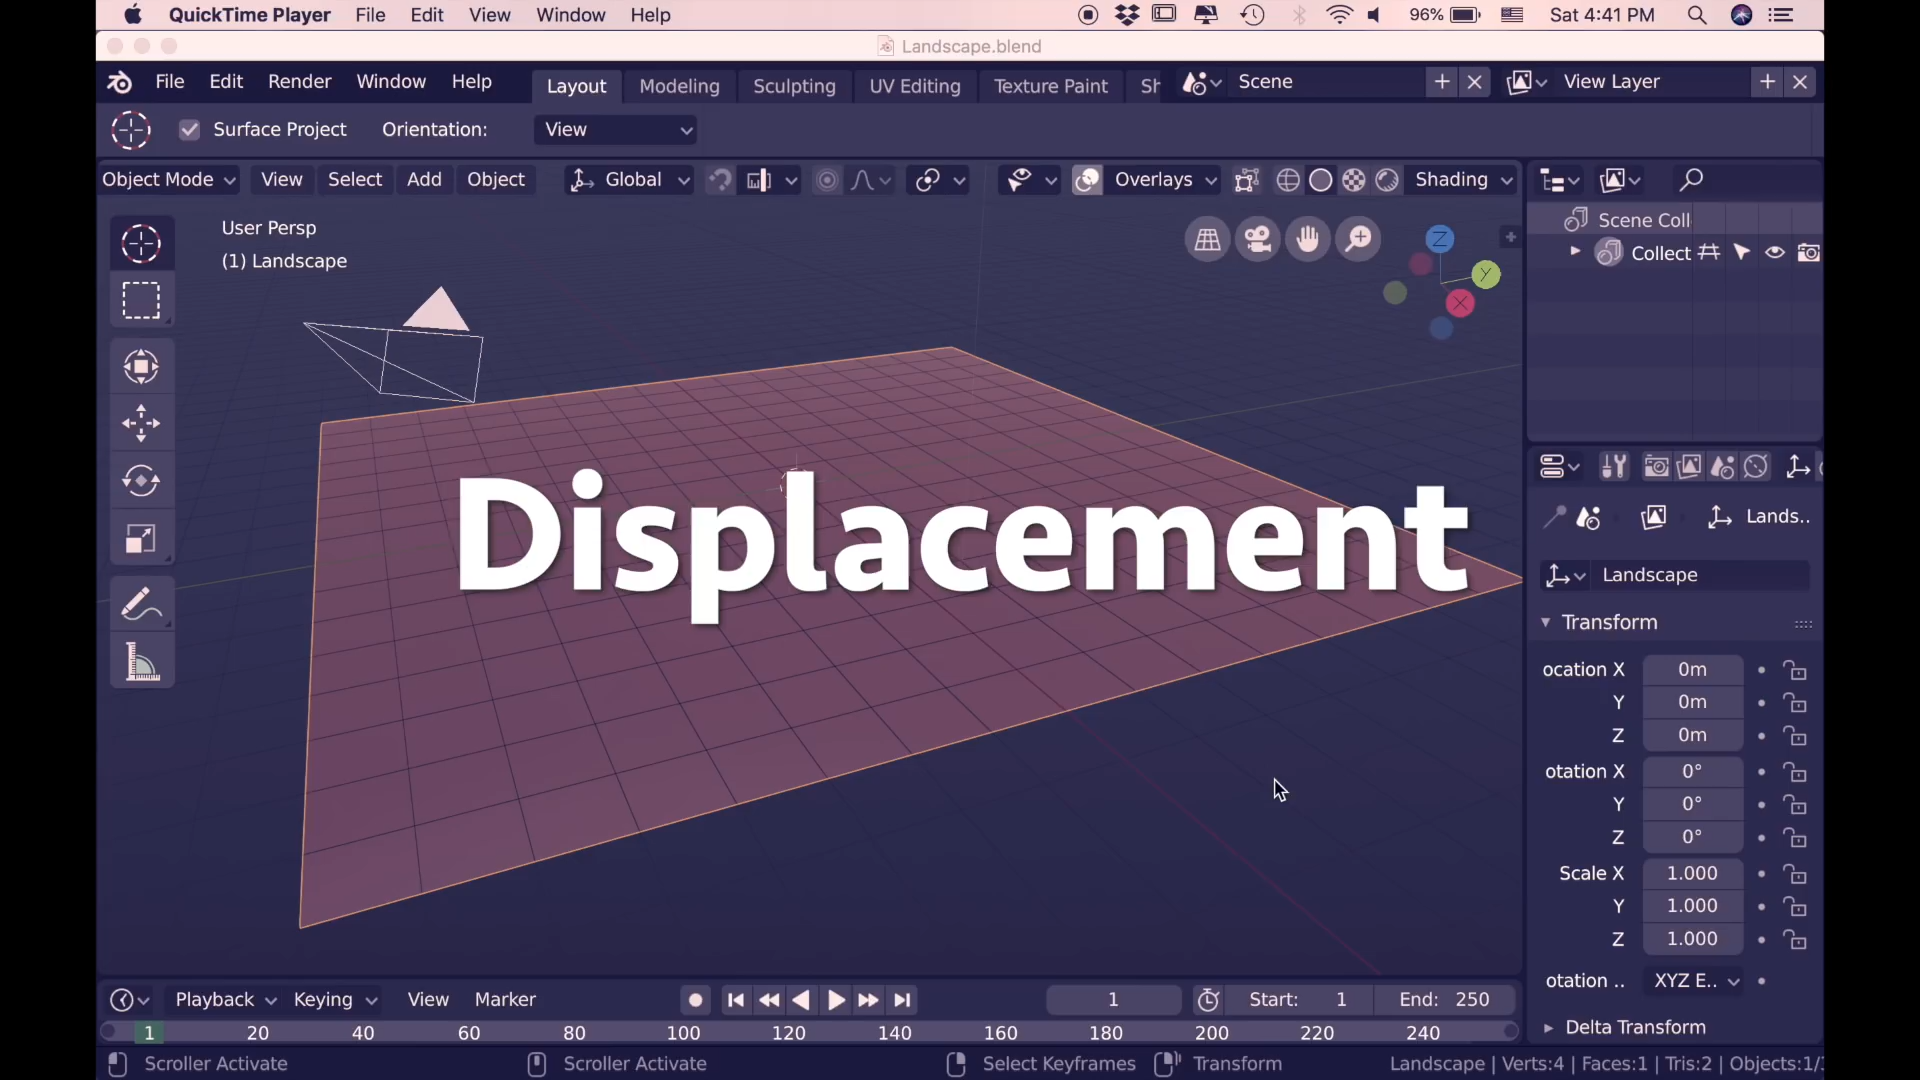 QuickTime Player File Edit View Window Help 96% Sat 4:41 PM
Landscape.blend
File Edit Render Window Help Layout Modeling Sculpting UV Editing Texture Paint Sh Scene View Layer
Surface Project Orientation: View
Object Mode View Select Add Object Global Overlays Shading
User Persp
(1) Landscape
Z
Y
X
Scene Coll
Collect
Displacement
Lands..
Landscape
Transform
ocation X 0m
Y 0m
Z 0m
otation X 0°
Y 0°
Z 0°
Scale X 1.000
Y 1.000
Z 1.000
otation .. XYZ E..
Delta Transform
Playback Keying View Marker 1 Start: 1 End: 250
1 20 40 60 80 100 120 140 160 180 200 220 240
Scroller Activate Scroller Activate Select Keyframes Transform Landscape | Verts:4 | Faces:1 | Tris:2 | Objects:1/